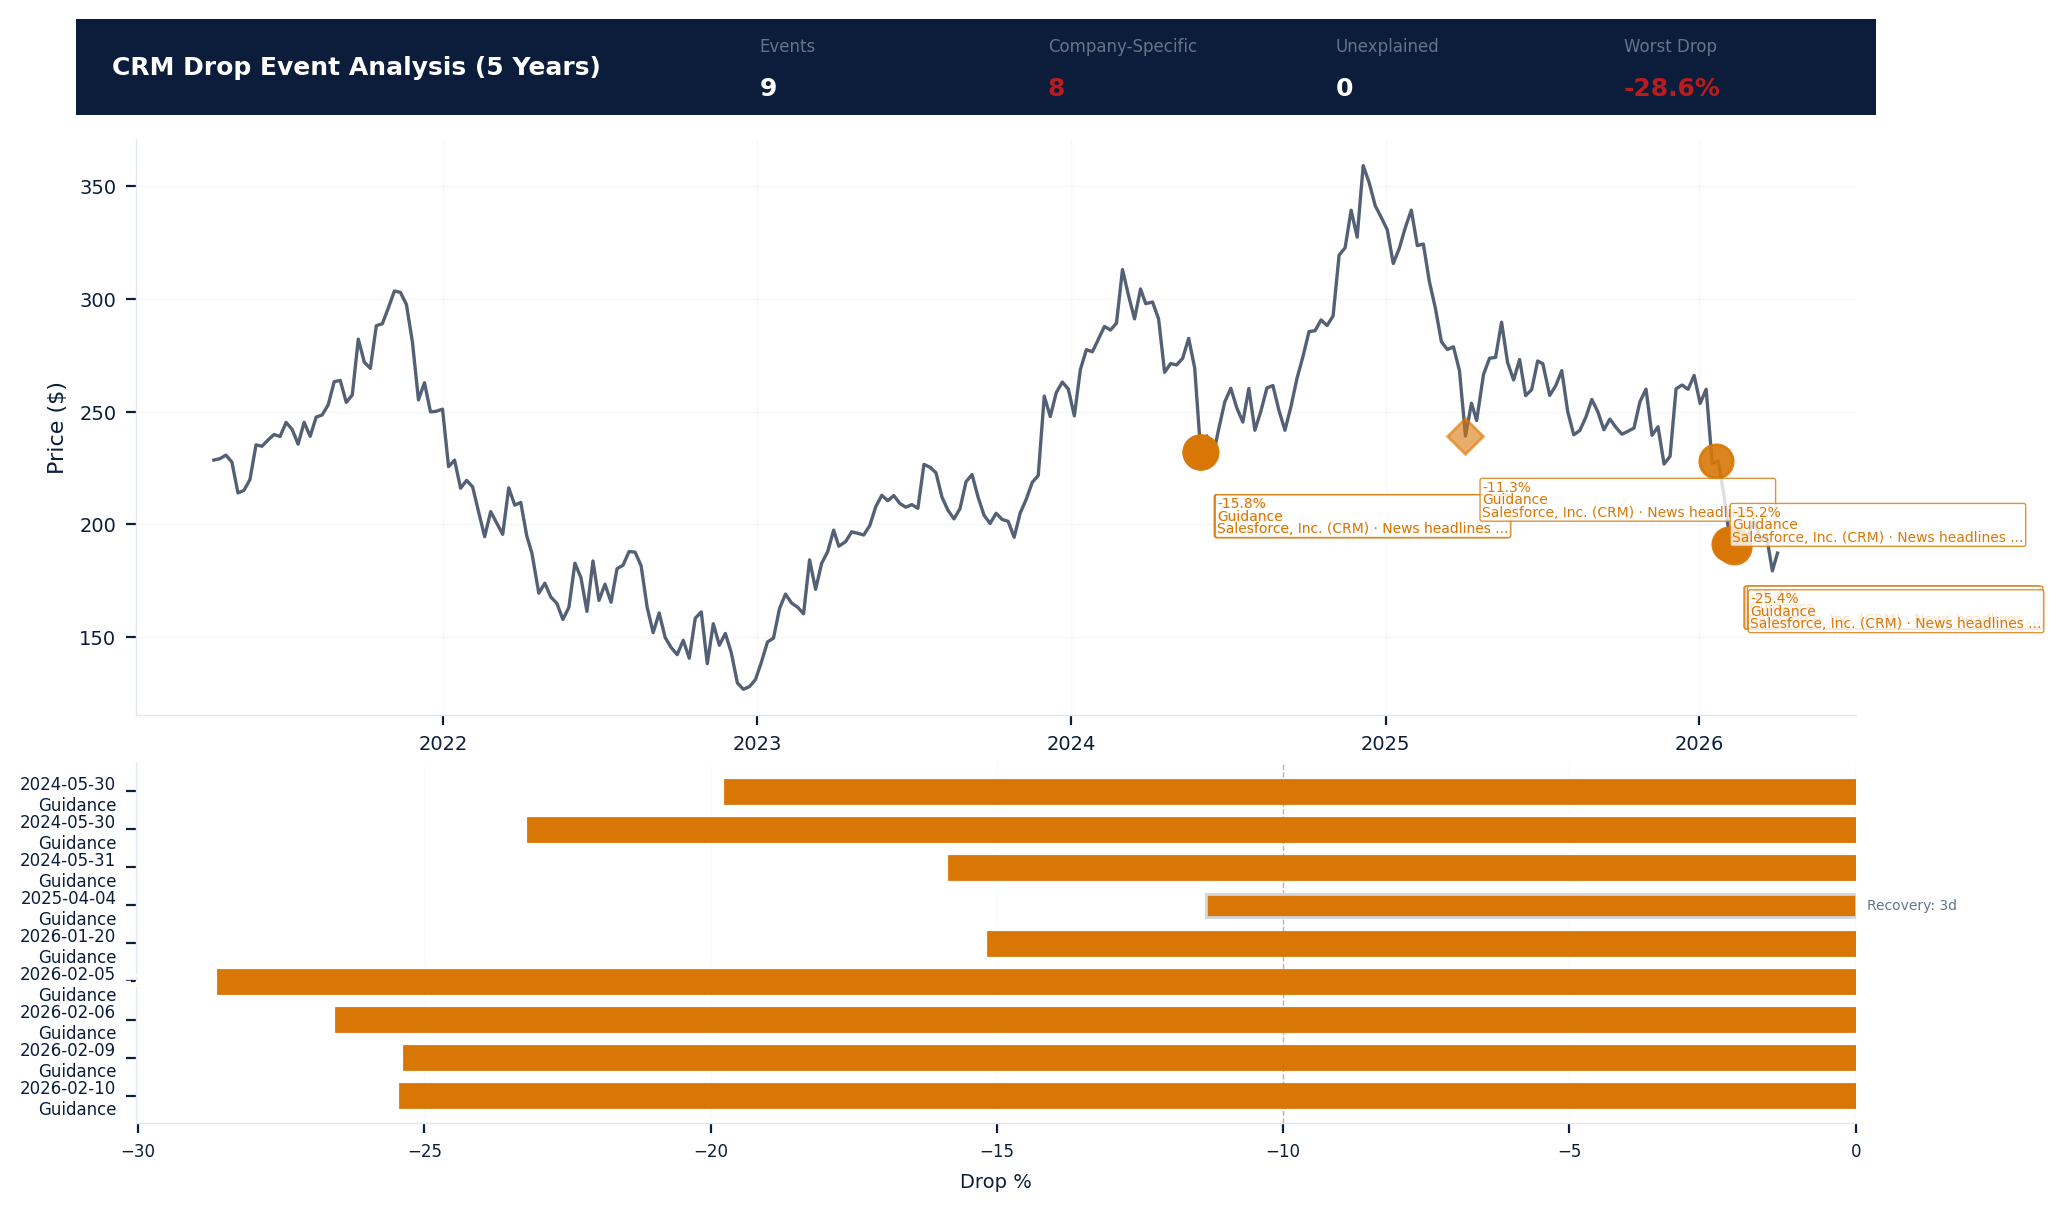 CRM Drop Event Analysis (5 Years)
Events
9
Company-Specific
8
Unexplained
0
Worst Drop
-28.6%
Price ($)
350
300
250
200
150
-15.8%
Guidance
Salesforce, Inc. (CRM) · News headlines ...
-11.3%
Guidance
Salesforce, Inc. (CRM) · News headli
-15.2%
Guidance
Salesforce, Inc. (CRM) · News headlines ...
-25.4%
Guidance
Salesforce, Inc. (CRM) · News headlines ...
2022
2023
2024
2025
2026
2024-05-30
Guidance
2024-05-30
Guidance
2024-05-31
Guidance
2025-04-04
Guidance
Recovery: 3d
2026-01-20
Guidance
2026-02-05
Guidance
2026-02-06
Guidance
2026-02-09
Guidance
2026-02-10
Guidance
−30
−25
−20
−15
−10
−5
0
Drop %